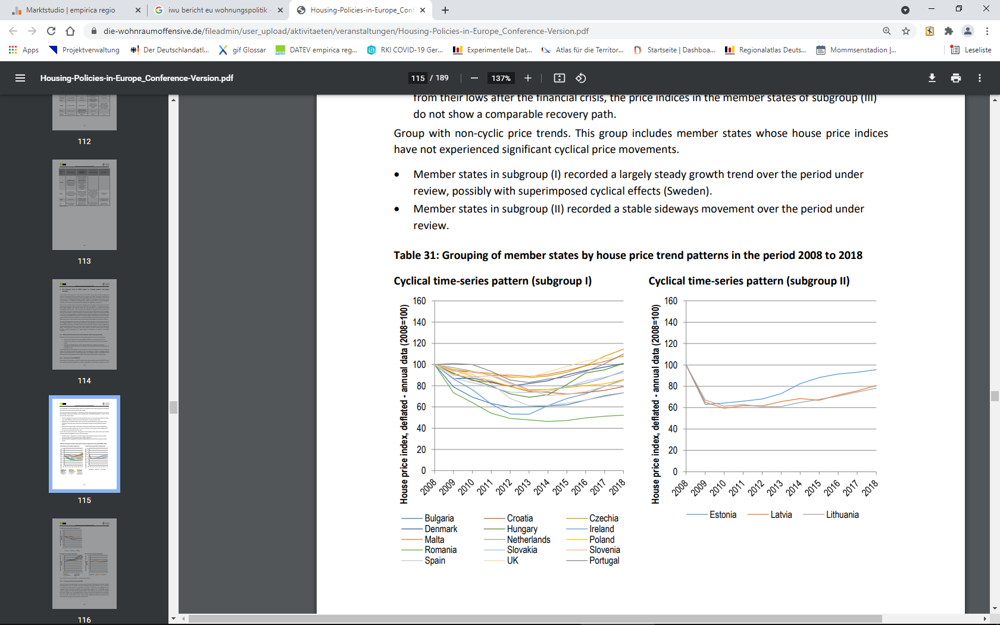 Marktstudio | empirica regio
iwu bericht eu wohnungspolitik -
Housing-Policies-in-Europe_Conf
die-wohnraumoffensive.de/fileadmin/user_upload/aktivitaeten/veranstaltungen/Housing-Policies-in-Europe_Conference-Version.pdf
Apps Projektverwaltung Der Deutschlandatl... gif Glossar DATEV empirica reg... RKI COVID-19 Ger... Experimentelle Dat... Atlas für die Territor... Startseite | Dashboa... Regionalatlas Deuts... Mommsenstadion |... Leseliste
Housing-Policies-in-Europe_Conference-Version.pdf
115 / 189
137%
112
113
114
115
116
from their lows after the financial crisis, the price indices in the member states of subgroup (III)
do not show a comparable recovery path.
Group with non-cyclic price trends. This group includes member states whose house price indices
have not experienced significant cyclical price movements.
• Member states in subgroup (I) recorded a largely steady growth trend over the period under
review, possibly with superimposed cyclical effects (Sweden).
• Member states in subgroup (II) recorded a stable sideways movement over the period under
review.
Table 31: Grouping of member states by house price trend patterns in the period 2008 to 2018
Cyclical time-series pattern (subgroup I)
House price index, deflated - annual data (2008=100)
160
140
120
100
80
60
40
20
0
2008 2009 2010 2011 2012 2013 2014 2015 2016 2017 2018
Bulgaria Croatia Czechia
Denmark Hungary Ireland
Malta Netherlands Poland
Romania Slovakia Slovenia
Spain UK Portugal
Cyclical time-series pattern (subgroup II)
House price index, deflated - annual data (2008=100)
160
140
120
100
80
60
40
20
0
2008 2009 2010 2011 2012 2013 2014 2015 2016 2017 2018
Estonia Latvia Lithuania